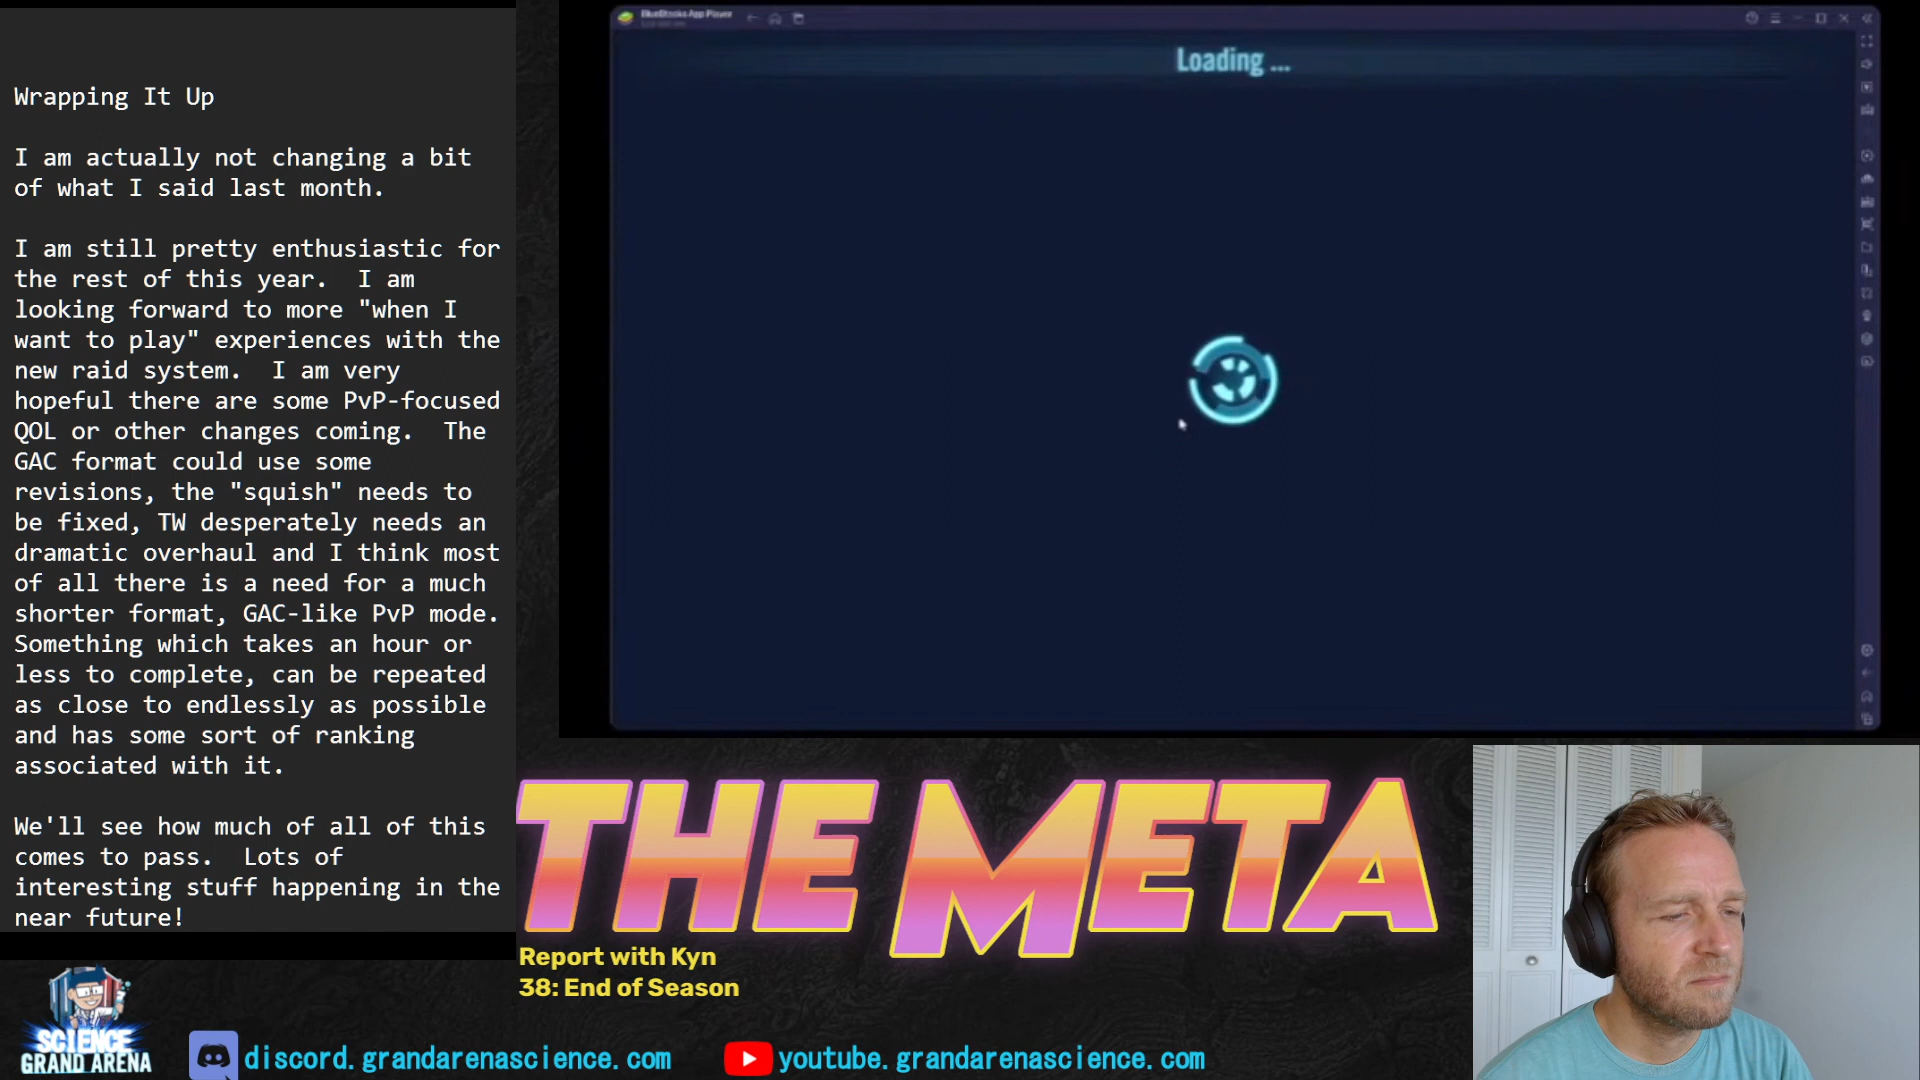 Wrapping It Up
I am actually not changing a bit
of what I said last month.
I am still pretty enthusiastic for
the rest of this year.  I am
looking forward to more "when I
want to play" experiences with the
new raid system.  I am very
hopeful there are some PvP-focused
QOL or other changes coming.  The
GAC format could use some
revisions, the "squish" needs to
be fixed, TW desperately needs an
dramatic overhaul and I think most
of all there is a need for a much
shorter format, GAC-like PvP mode.
Something which takes an hour or
less to complete, can be repeated
as close to endlessly as possible
and has some sort of ranking
associated with it.
We'll see how much of all of this
comes to pass.  Lots of
interesting stuff happening in the
near future!
BlueStacks App Player
Loading ...
THE META
Report with Kyn
38: End of Season
SCIENCE
GRAND ARENA
discord.grandarenascience.com
youtube.grandarenascience.com